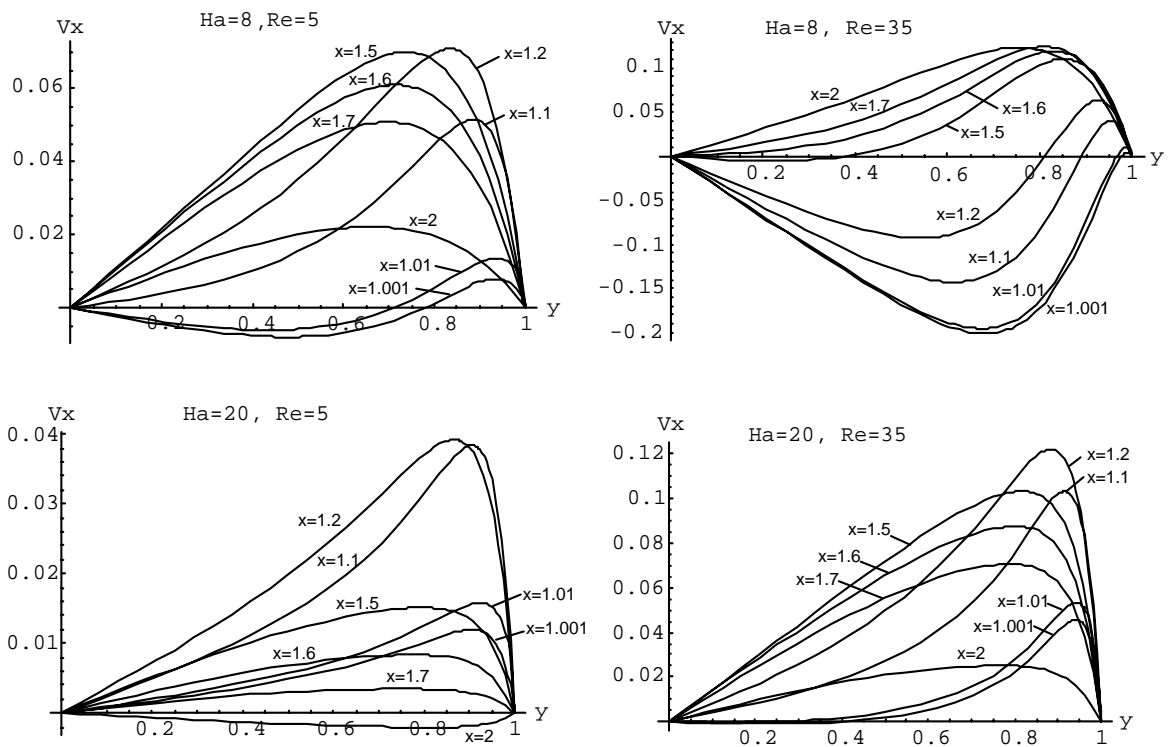 Ha=8 ,Re=5
Vx
x=1.5
x=1.2
0.06
x=1.6
x=1.7
x=1.1
0.04
0.02
x=2
x=1.01
x=1.001
0.2 0.4 0.6 0.8 1 y
Ha=8, Re=35
Vx
0.1
x=2
x=1.7
x=1.6
0.05
x=1.5
0.2 0.4 0.6 0.8 1 y
-0.05
x=1.2
-0.1
x=1.1
-0.15
x=1.01
x=1.001
-0.2
Ha=20, Re=5
Vx
0.04
0.03
x=1.2
x=1.1
0.02
x=1.5
x=1.01
x=1.001
0.01
x=1.6
x=1.7
0.2 0.4 0.6 0.8 1 y
x=2
Ha=20, Re=35
Vx
0.12
x=1.2
x=1.1
0.1
x=1.5
0.08
x=1.6
x=1.7
0.06
x=1.01
x=1.001
0.04
x=2
0.02
0.2 0.4 0.6 0.8 1 y